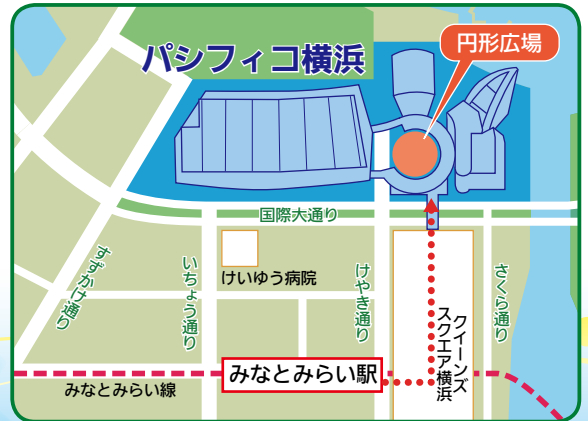 パシフィコ横浜
円形広場
国際大通り
すずかけ通り
いちょう通り
けいゆう病院
けやき通り
クイーンズ
スクエア横浜
さくら通り
みなとみらい駅
みなとみらい線